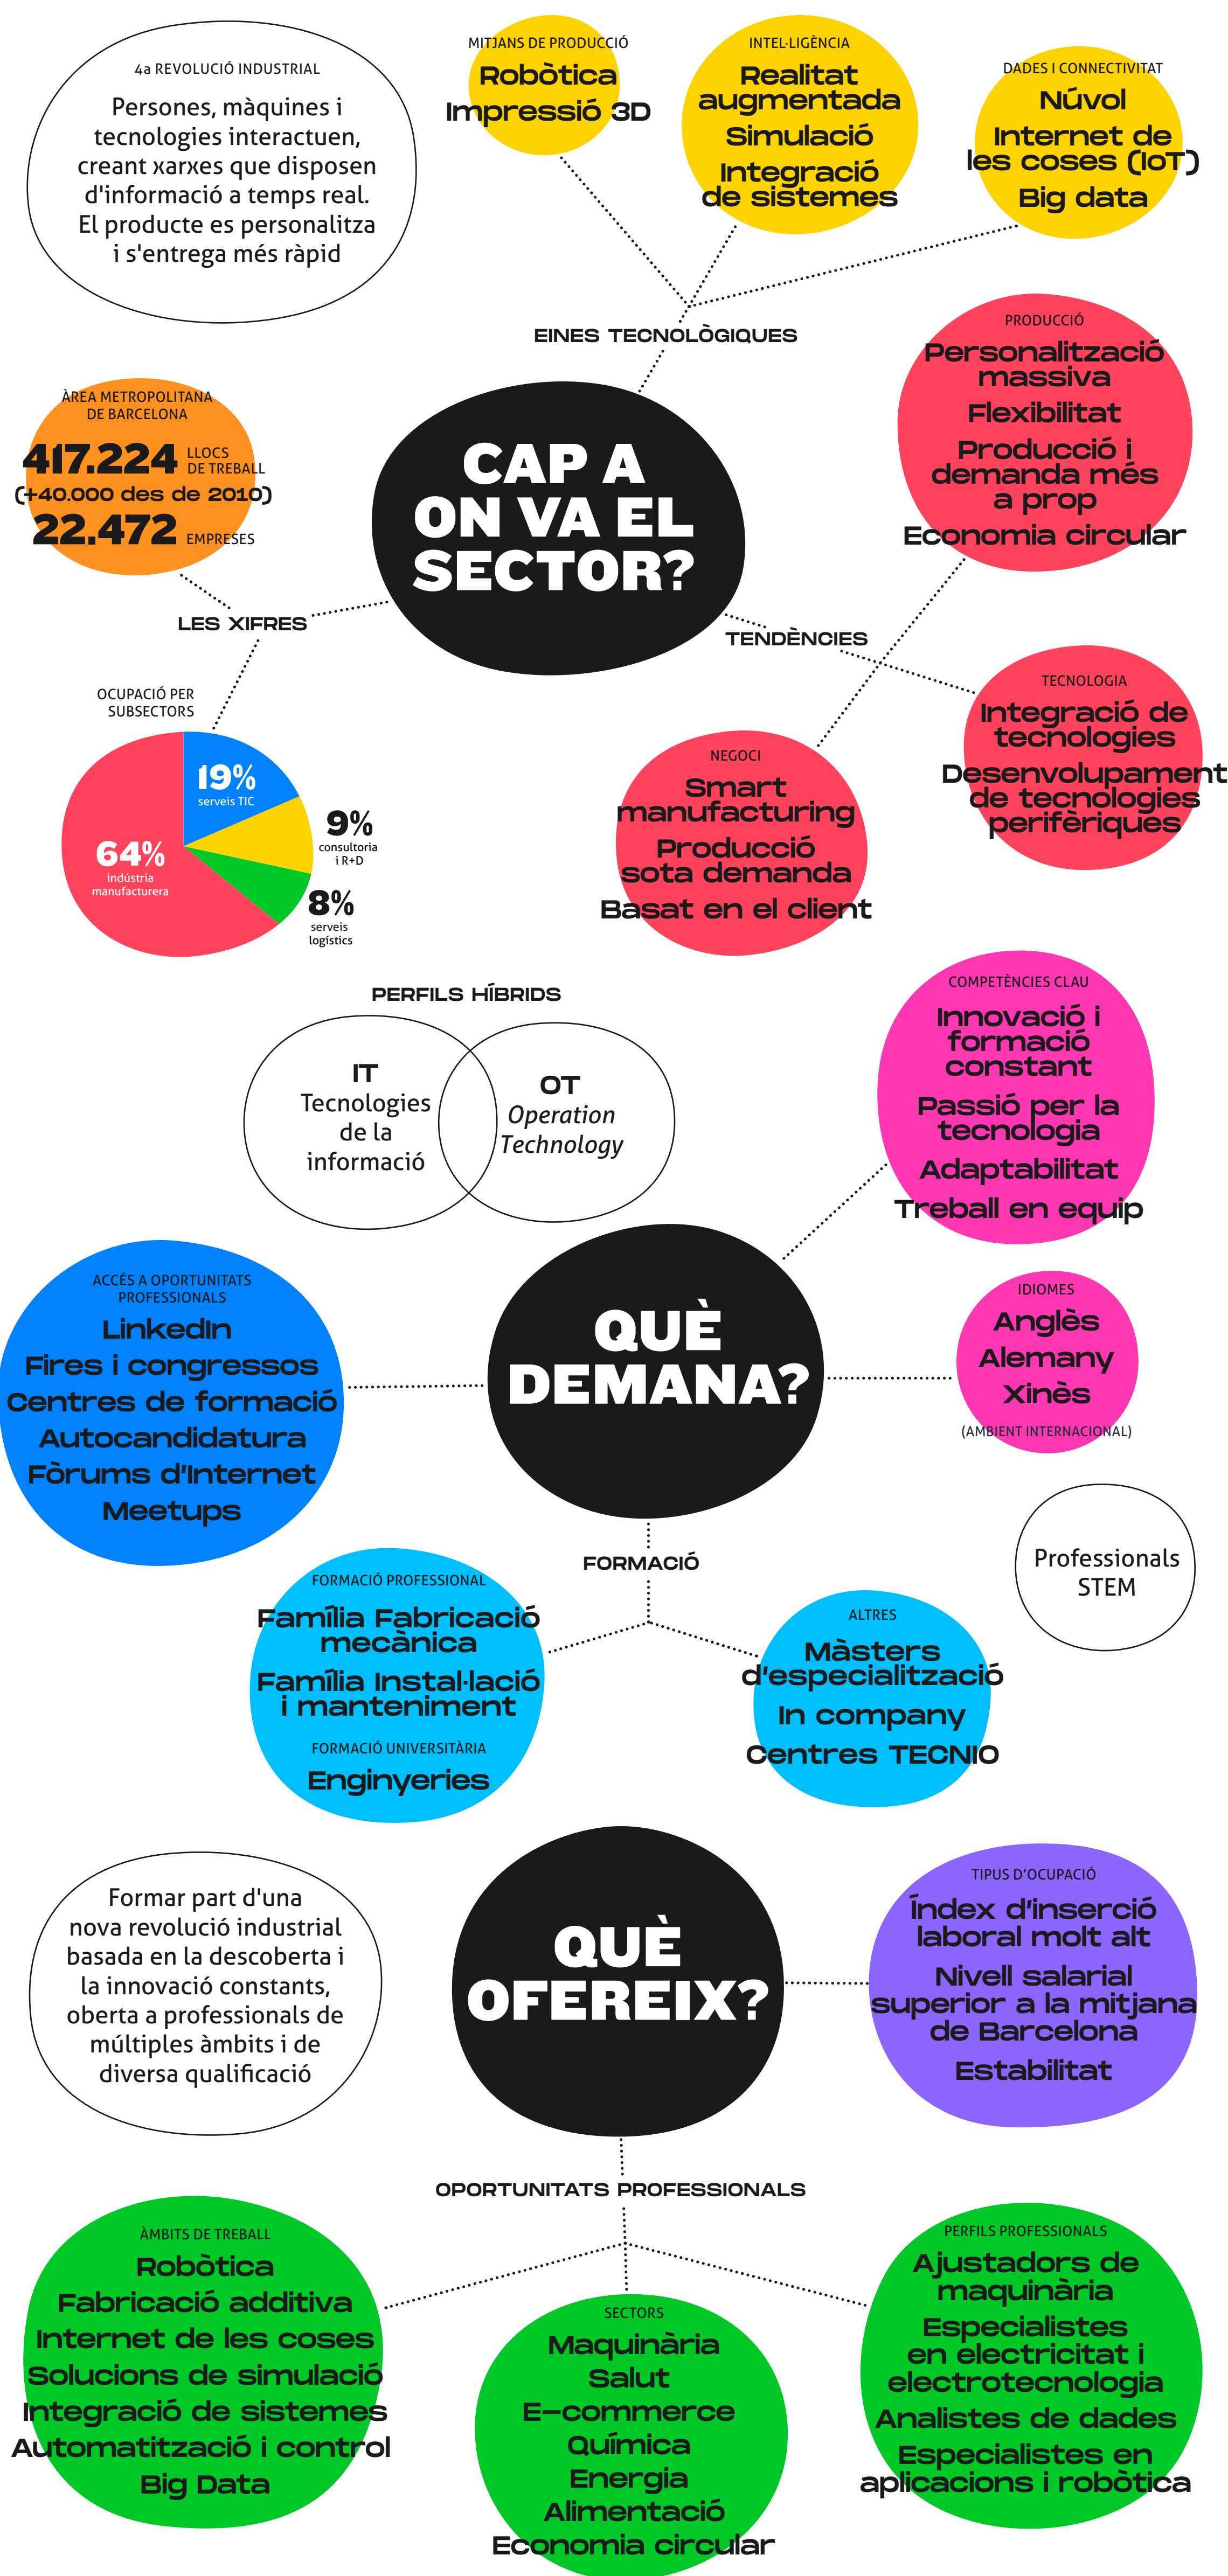 4a REVOLUCIÓ INDUSTRIAL
Persones, màquines i
tecnologies interactuen,
creant xarxes que disposen
d'informació a temps real.
El producte es personalitza
i s'entrega més ràpid
MITJANS DE PRODUCCIÓ
Robòtica
Impressió 3D
INTEL·LIGÈNCIA
Realitat
augmentada
Simulació
Integració
de sistemes
DADES I CONNECTIVITAT
Núvol
Internet de
les coses (IoT)
Big data
EINES TECNOLÒGIQUES
CAP A
ON VA EL
SECTOR?
ÀREA METROPOLITANA
DE BARCELONA
417.224 LLOCS
DE TREBALL
(+40.000 des de 2010)
22.472 EMPRESES
LES XIFRES
OCUPACIÓ PER
SUBSECTORS
19%
serveis TIC
9%
consultoria
i R+D
8%
serveis
logístics
64%
indústria
manufacturera
TENDÈNCIES
PRODUCCIÓ
Personalització
massiva
Flexibilitat
Producció i
demanda més
a prop
Economia circular
TECNOLOGIA
Integració de
tecnologies
Desenvolupament
de tecnologies
perifèriques
NEGOCI
Smart
manufacturing
Producció
sota demanda
Basat en el client
PERFILS HÍBRIDS
IT
Tecnologies
de la
informació
OT
Operation
Technology
QUÈ
DEMANA?
COMPETÈNCIES CLAU
Innovació i
formació
constant
Passió per la
tecnologia
Adaptabilitat
Treball en equip
IDIOMES
Anglès
Alemany
Xinès
(AMBIENT INTERNACIONAL)
ACCÉS A OPORTUNITATS
PROFESSIONALS
LinkedIn
Fires i congressos
Centres de formació
Autocandidatura
Fòrums d'Internet
Meetups
Professionals
STEM
FORMACIÓ
FORMACIÓ PROFESSIONAL
Família Fabricació
mecànica
Família Instal·lació
i manteniment
FORMACIÓ UNIVERSITÀRIA
Enginyeries
ALTRES
Màsters
d'especialització
In company
Centres TECNIO
QUÈ
OFEREIX?
Formar part d'una
nova revolució industrial
basada en la descoberta i
la innovació constants,
oberta a professionals de
múltiples àmbits i de
diversa qualificació
TIPUS D'OCUPACIÓ
Índex d'inserció
laboral molt alt
Nivell salarial
superior a la mitjana
de Barcelona
Estabilitat
OPORTUNITATS PROFESSIONALS
ÀMBITS DE TREBALL
Robòtica
Fabricació additiva
Internet de les coses
Solucions de simulació
Integració de sistemes
Automatització i control
Big Data
SECTORS
Maquinària
Salut
E-commerce
Química
Energia
Alimentació
Economia circular
PERFILS PROFESSIONALS
Ajustadors de
maquinària
Especialistes
en electricitat i
electrotecnologia
Analistes de dades
Especialistes en
aplicacions i robòtica